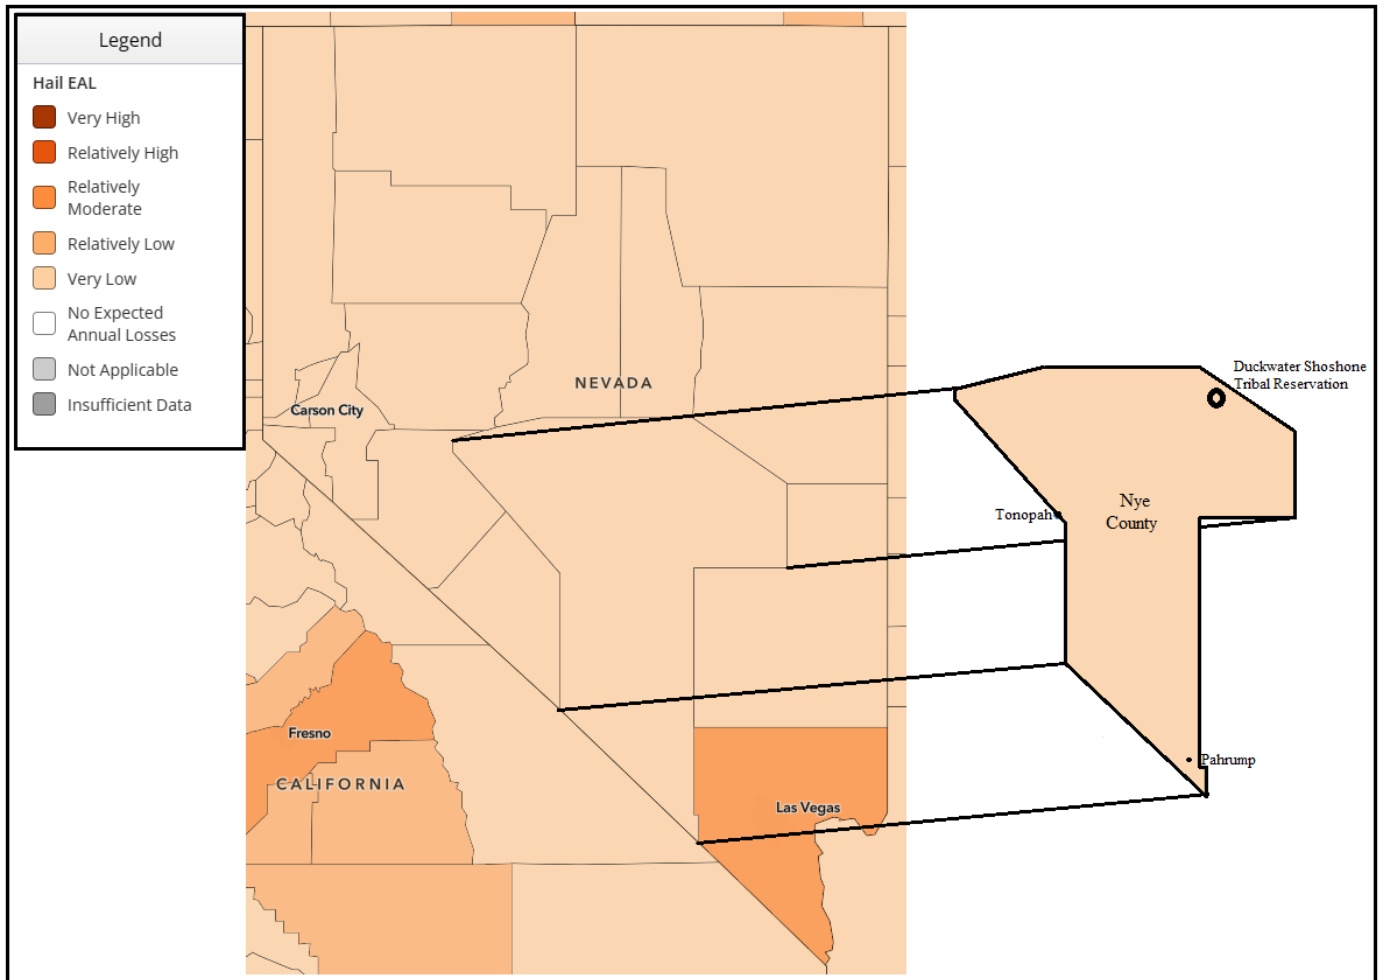 Legend
Hail EAL
Very High
Relatively High
Relatively
Moderate
Relatively Low
Very Low
No Expected
Annual Losses
Not Applicable
Insufficient Data
NEVADA
Carson City
Fresno
CALIFORNIA
Las Vegas
Duckwater Shoshone
Tribal Reservation
Tonopah
Nye
County
Pahrump